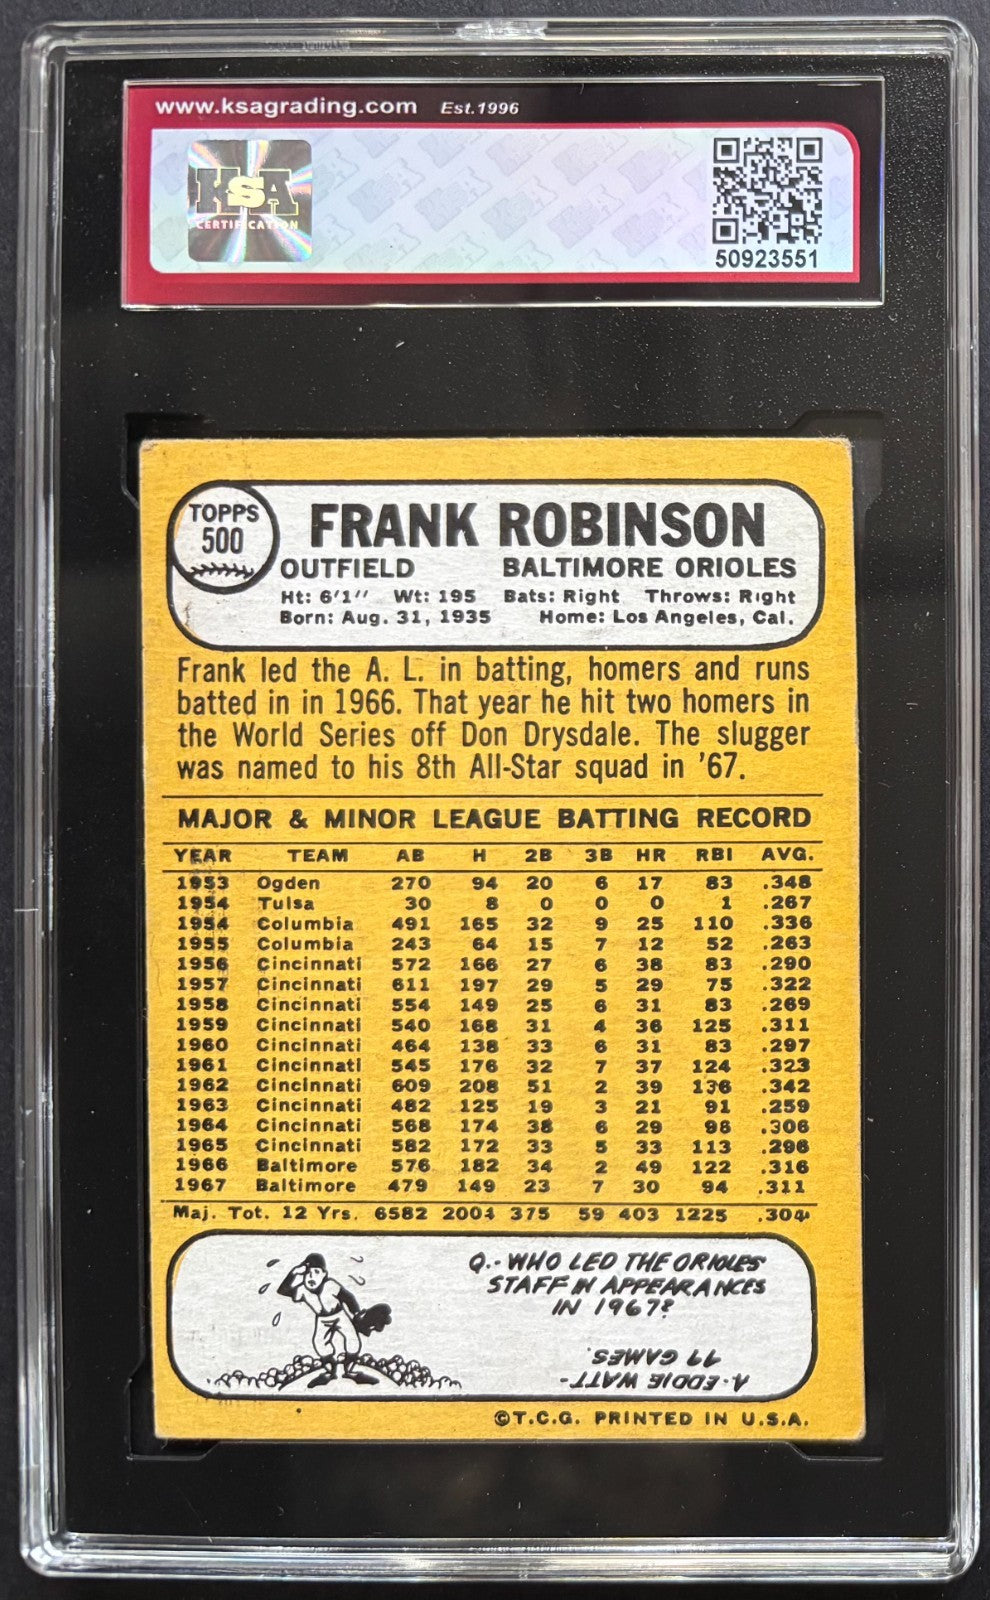 www.ksagrading.com Est.1996
KSA
CERTIFICATION
50923551
TOPPS
500
FRANK ROBINSON
OUTFIELD BALTIMORE ORIOLES
Ht: 6'1" Wt: 195 Bats: Right Throws: Right
Born: Aug. 31, 1935 Home: Los Angeles, Cal.
Frank led the A. L. in batting, homers and runs
batted in in 1966. That year he hit two homers in
the World Series off Don Drysdale. The slugger
was named to his 8th All-Star squad in '67.
MAJOR & MINOR LEAGUE BATTING RECORD
YEAR TEAM AB H 2B 3B HR RBI AVG.
1953 Ogden 270 94 20 6 17 83 .348
1954 Tulsa 30 8 0 0 0 1 .267
1954 Columbia 491 165 32 9 25 110 .336
1955 Columbia 243 64 15 7 12 52 .263
1956 Cincinnati 572 166 27 6 38 83 .290
1957 Cincinnati 611 197 29 5 29 75 .322
1958 Cincinnati 554 149 25 6 31 83 .269
1959 Cincinnati 540 168 31 4 36 125 .311
1960 Cincinnati 464 138 33 6 31 83 .297
1961 Cincinnati 545 176 32 7 37 124 .323
1962 Cincinnati 609 208 51 2 39 136 .342
1963 Cincinnati 482 125 19 3 21 91 .259
1964 Cincinnati 568 174 38 6 29 96 .306
1965 Cincinnati 582 172 33 5 33 113 .296
1966 Baltimore 576 182 34 2 49 122 .316
1967 Baltimore 479 149 23 7 30 94 .311
Maj. Tot. 12 Yrs. 6582 2004 375 59 403 1225 .304
Q.- WHO LED THE ORIOLES
STAFF IN APPEARANCES
IN 1967?
A-EDDIE WATT-
77 GAMES.
©T.C.G. PRINTED IN U.S.A.